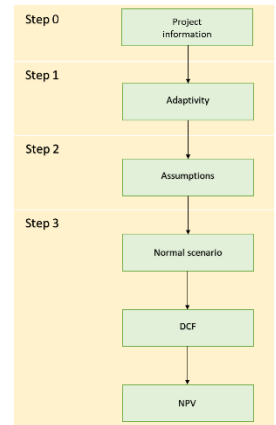 Step 0
Project
information
Step 1
Adaptivity
Step 2
Assumptions
Step 3
Normal scenario
DCF
NPV